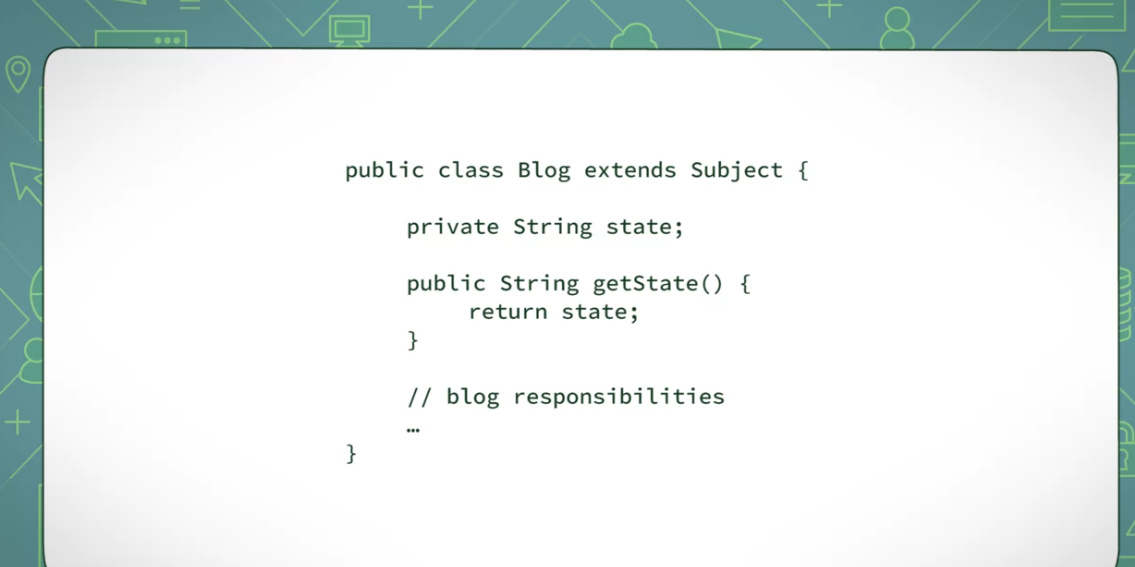 public class Blog extends Subject {
private String state;
public String getState() {
return state;
}
// blog responsibilities
…
}